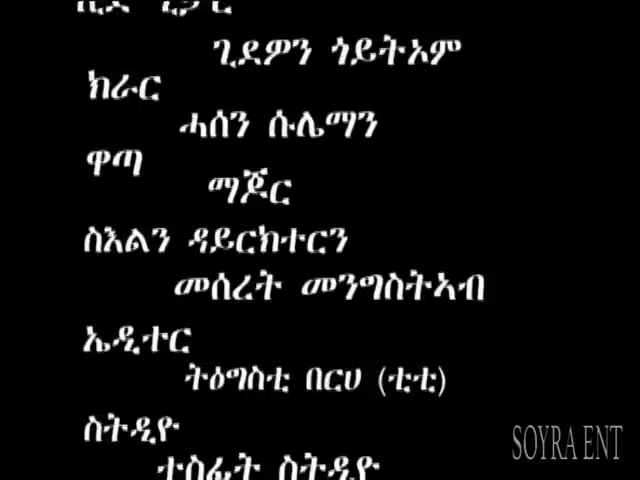 ጊደዎን ጎይትኦም
ክራር
ሓሰን ሱሌማን
ዋጣ
ማጆር
ስእልን ዳይርክተርን
መሰረት መንግስትኣብ
ኤዲተር
ትዕግስቲ በርሀ (ቲቲ)
ስትዲዮ
ተስፊት ስትዲዮ
SOYRA ENT